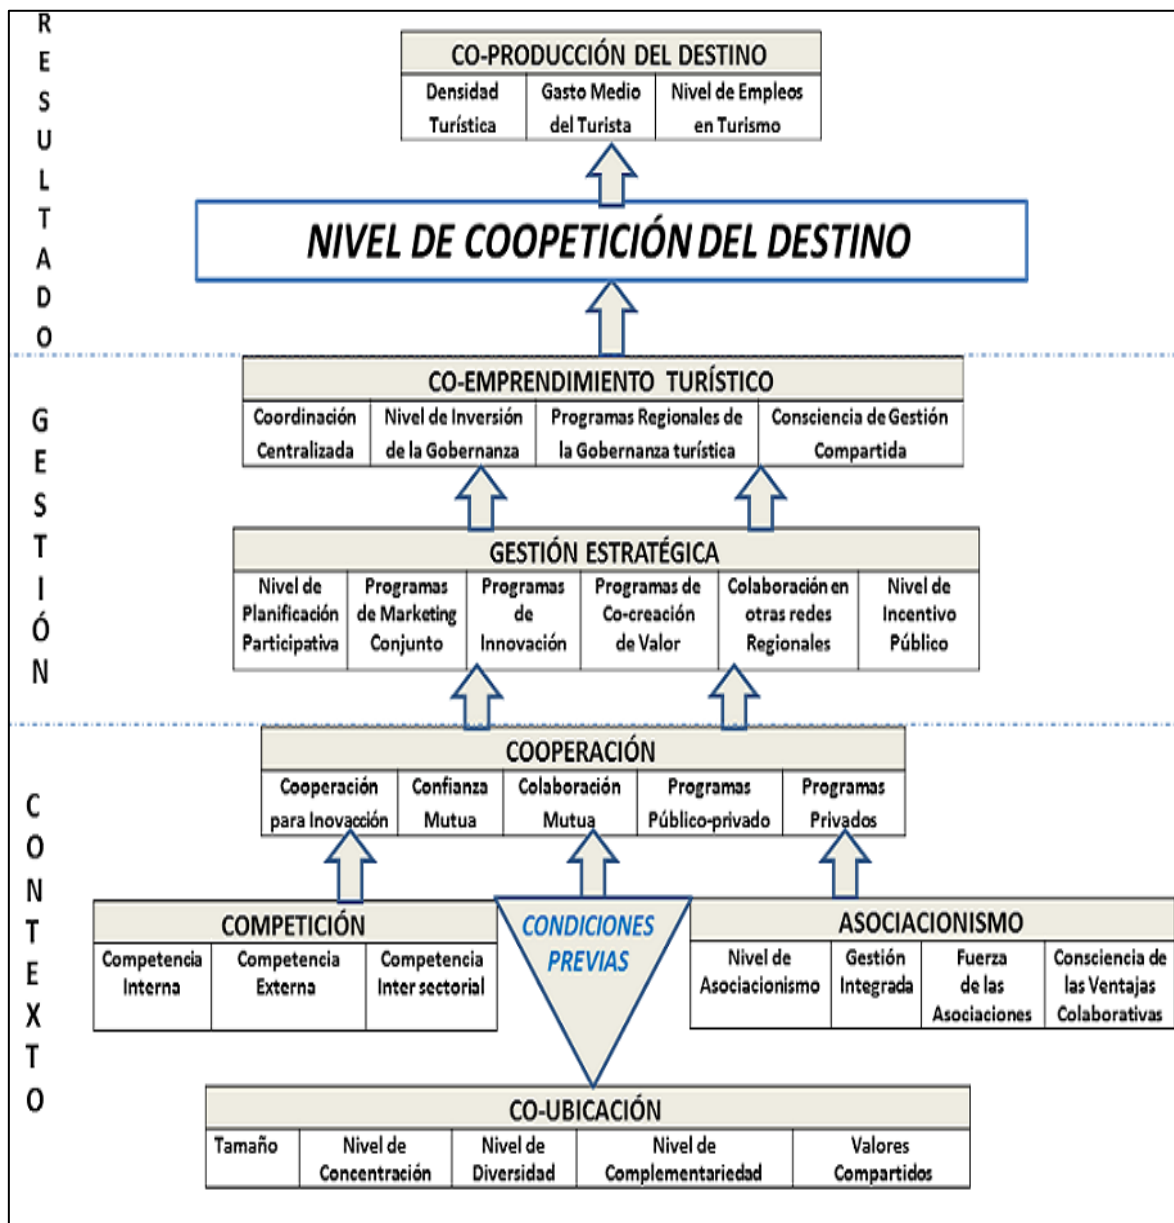 RESULTADO
CO-PRODUCCIÓN DEL DESTINO
Densidad
Turística
Gasto Medio
del Turista
Nivel de Empleos
en Turismo
NIVEL DE COOPETICIÓN DEL DESTINO
GESTIÓN
CO-EMPRENDIMIENTO TURÍSTICO
Coordinación
Centralizada
Nivel de Inversión
de la Gobernanza
Programas Regionales de
la Gobernanza turística
Consciencia de Gestión
Compartida
GESTIÓN ESTRATÉGICA
Nivel de
Planificación
Participativa
Programas
de Marketing
Conjunto
Programas
de
Innovación
Programas de
Co-creación
de Valor
Colaboración en
otras redes
Regionales
Nivel de
Incentivo
Público
CONTEXTO
COOPERACIÓN
Cooperación
para Inovacción
Confianza
Mutua
Colaboración
Mutua
Programas
Público-privado
Programas
Privados
COMPETICIÓN
Competencia
Interna
Competencia
Externa
Competencia
Inter sectorial
CONDICIONES
PREVIAS
ASOCIACIONISMO
Nivel de
Asociacionismo
Gestión
Integrada
Fuerza
de las
Asociaciones
Consciencia de
las Ventajas
Colaborativas
CO-UBICACIÓN
Tamaño
Nivel de
Concentración
Nivel de
Diversidad
Nivel de
Complementariedad
Valores
Compartidos